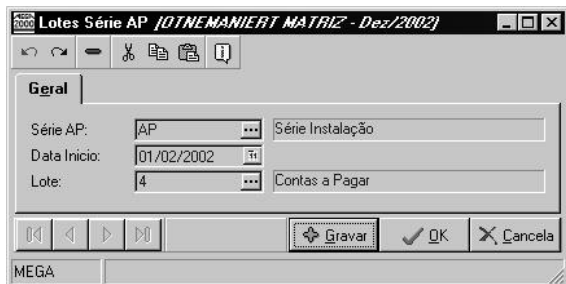 Lotes Série AP [OTNEMANIERT MATRIZ - Dez/2002]
Geral
Série AP: AP ... Série Instalação
Data Inicio: 01/02/2002
Lote: 4 ... Contas a Pagar
Gravar OK Cancela
MEGA